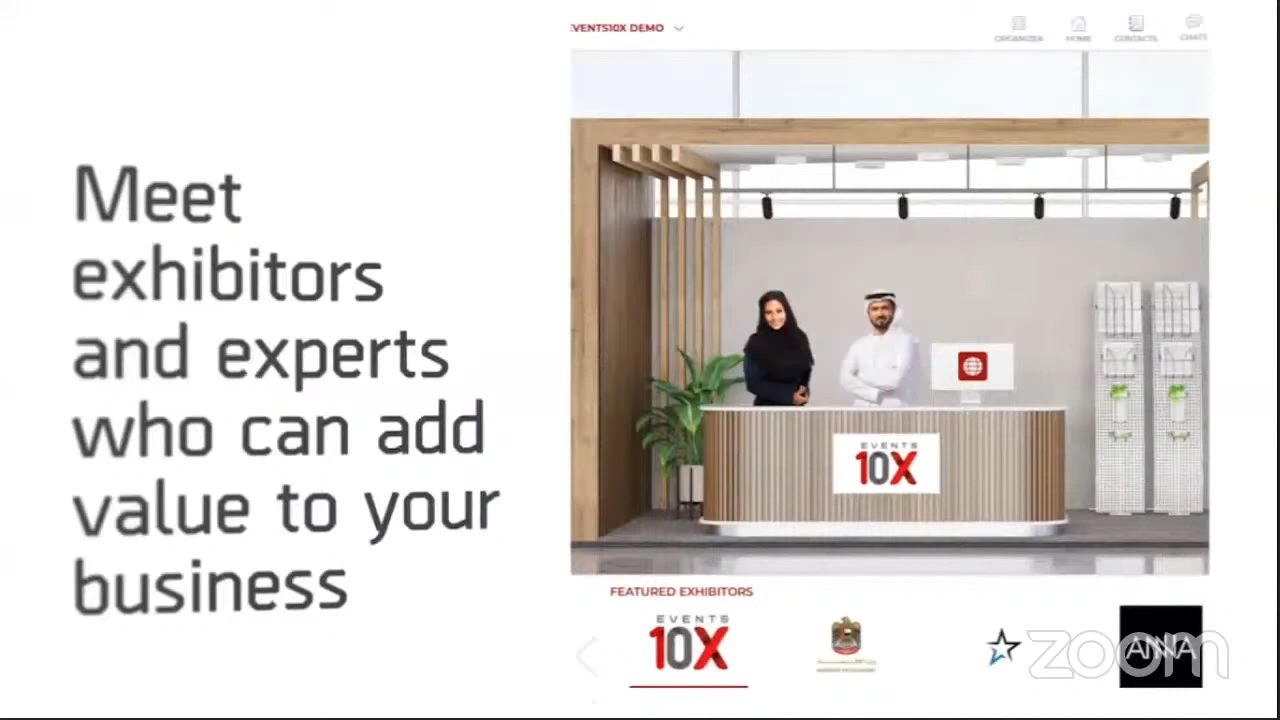 EVENTS10X DEMO
ORGANIZER
HOME
CONTACTS
CHATS
Meet
exhibitors
and experts
who can add
value to your
business
EVENTS
10X
FEATURED EXHIBITORS
EVENTS
10X
ANNA
zoom